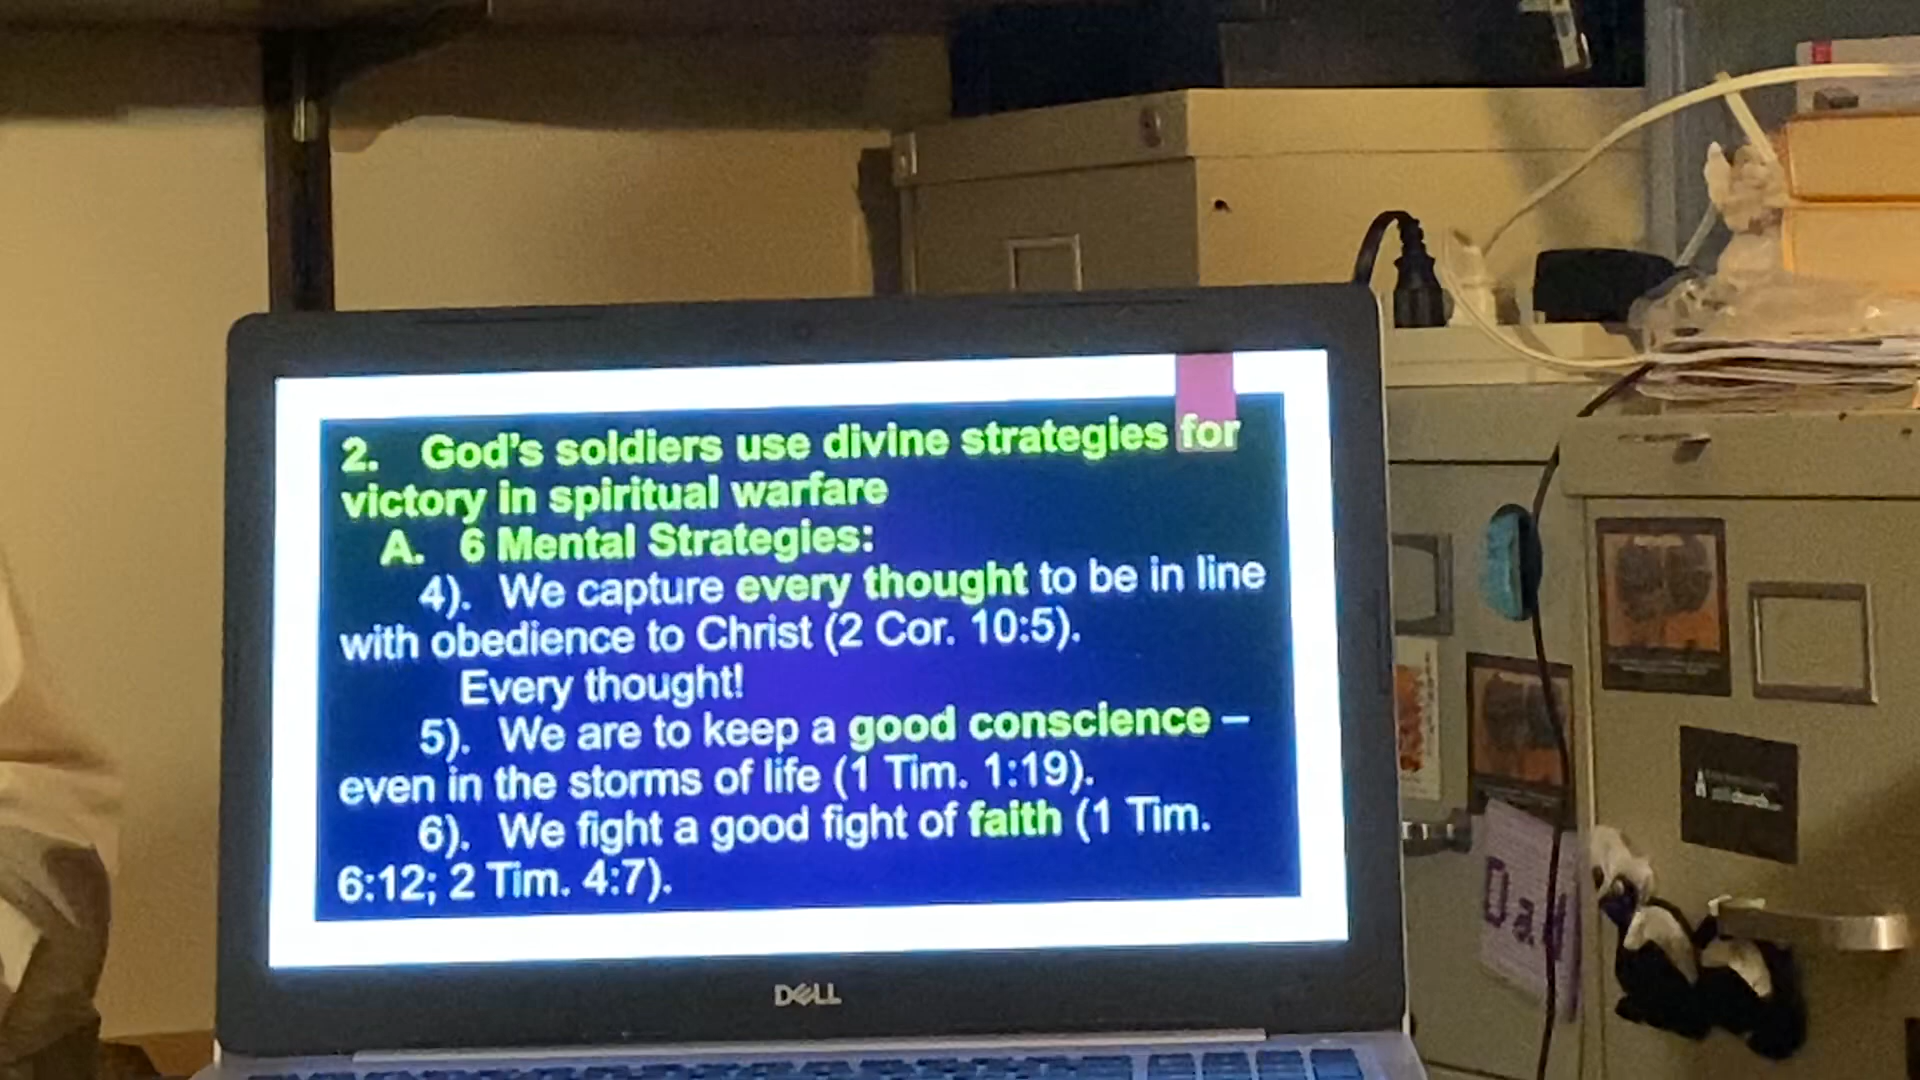 2. God's soldiers use divine strategies for
victory in spiritual warfare
A. 6 Mental Strategies:
4). We capture every thought to be in line
with obedience to Christ (2 Cor. 10:5).
Every thought!
5). We are to keep a good conscience –
even in the storms of life (1 Tim. 1:19).
6). We fight a good fight of faith (1 Tim.
6:12; 2 Tim. 4:7).
DELL
Dad